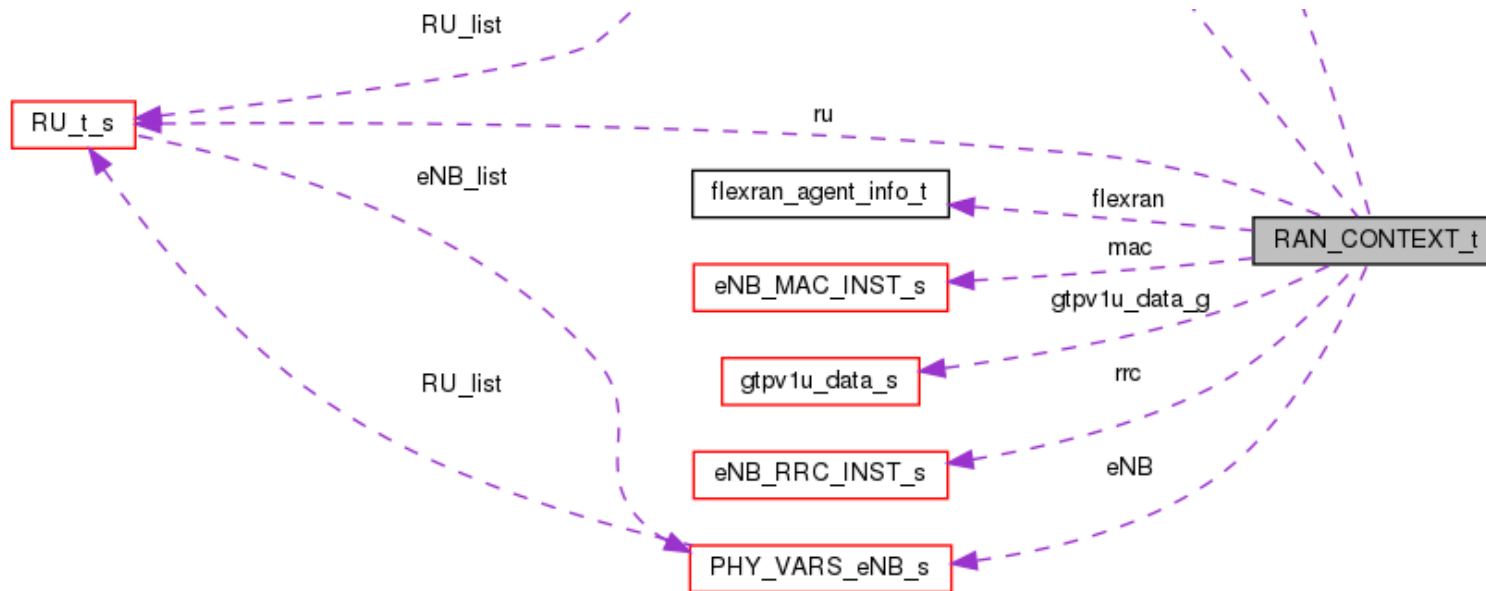 RU_list
RU_t_s
ru
eNB_list
flexran_agent_info_t
flexran
RAN_CONTEXT_t
mac
eNB_MAC_INST_s
gtpv1u_data_g
gtpv1u_data_s
RU_list
rrc
eNB_RRC_INST_s
eNB
PHY_VARS_eNB_s